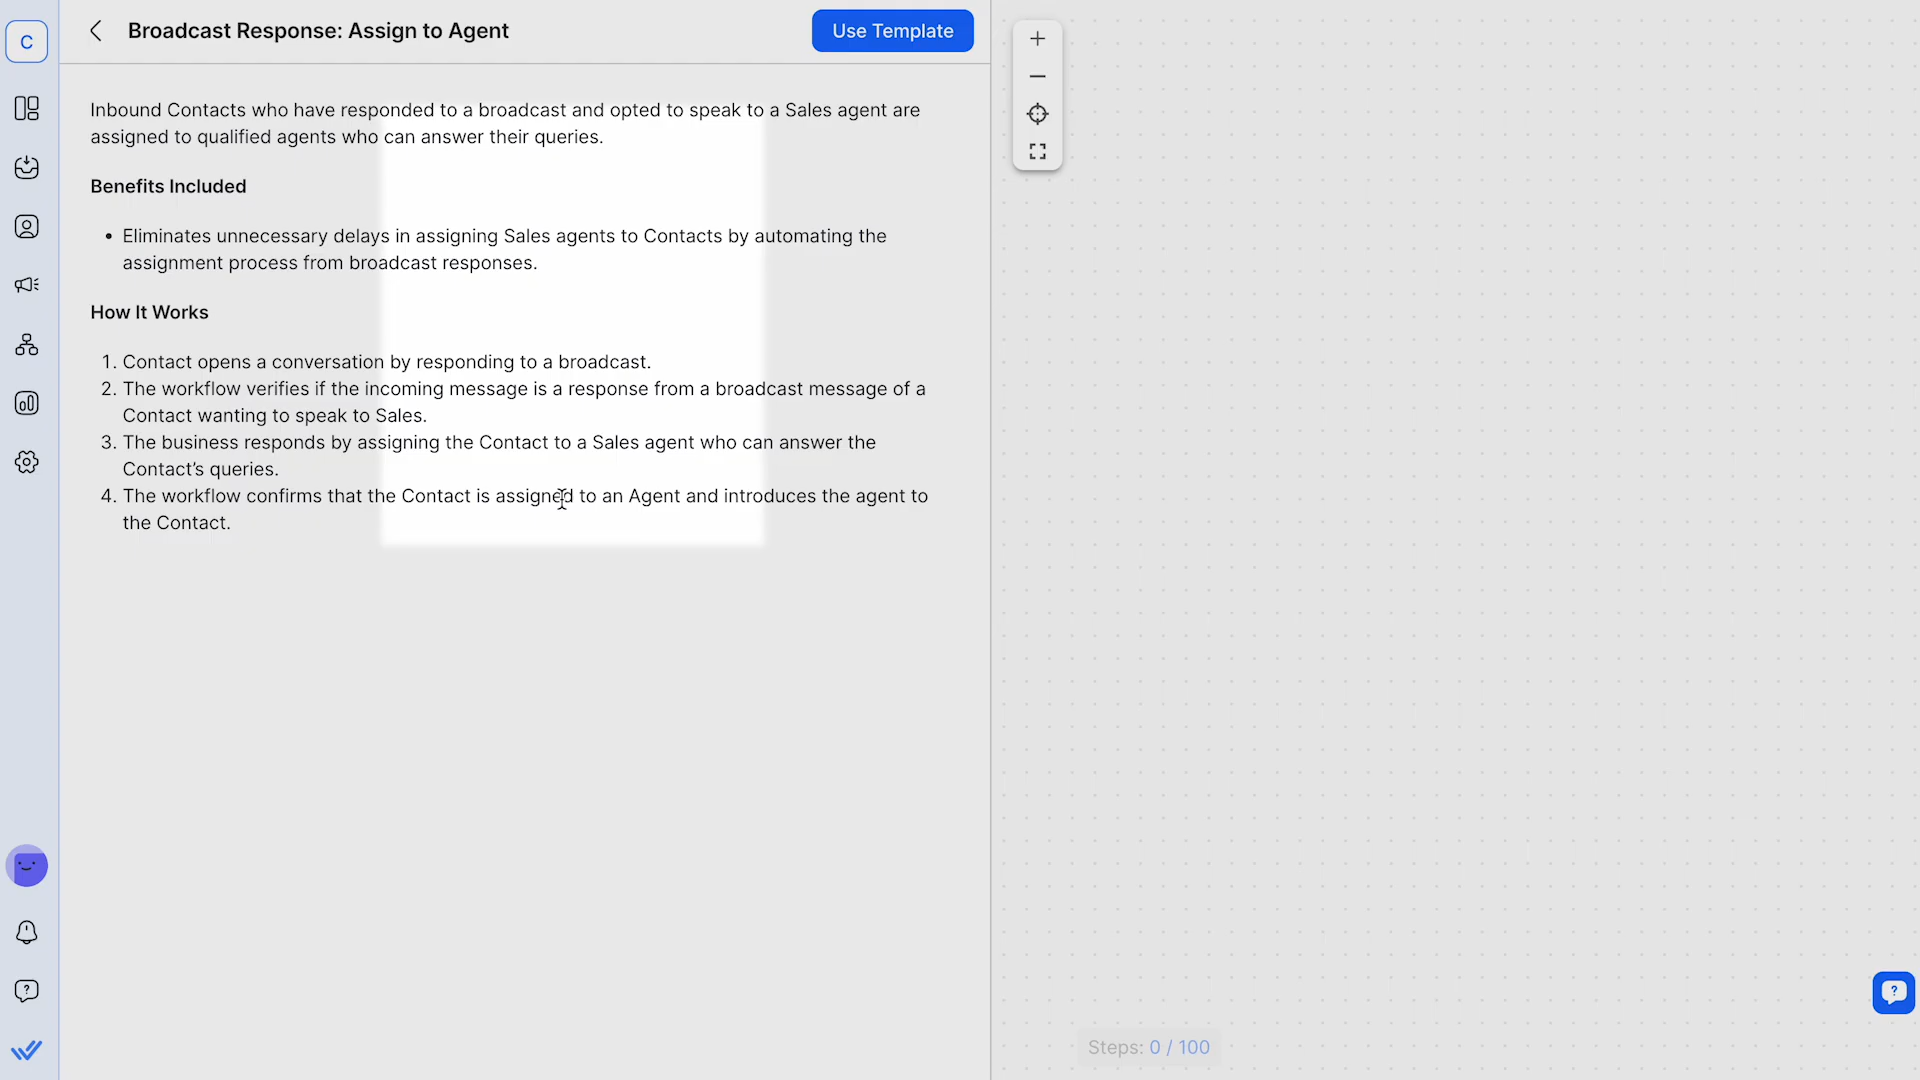 C
Broadcast Response: Assign to Agent
Use Template
Inbound Contacts who have responded to a broadcast and opted to speak to a Sales agent are
assigned to qualified agents who can answer their queries.
Benefits Included
• Eliminates unnecessary delays in assigning Sales agents to Contacts by automating the
assignment process from broadcast responses.
How It Works
1. Contact opens a conversation by responding to a broadcast.
2. The workflow verifies if the incoming message is a response from a broadcast message of a
Contact wanting to speak to Sales.
3. The business responds by assigning the Contact to a Sales agent who can answer the
Contact’s queries.
4. The workflow confirms that the Contact is assigned to an Agent and introduces the agent to
the Contact.
Steps: 0 / 100